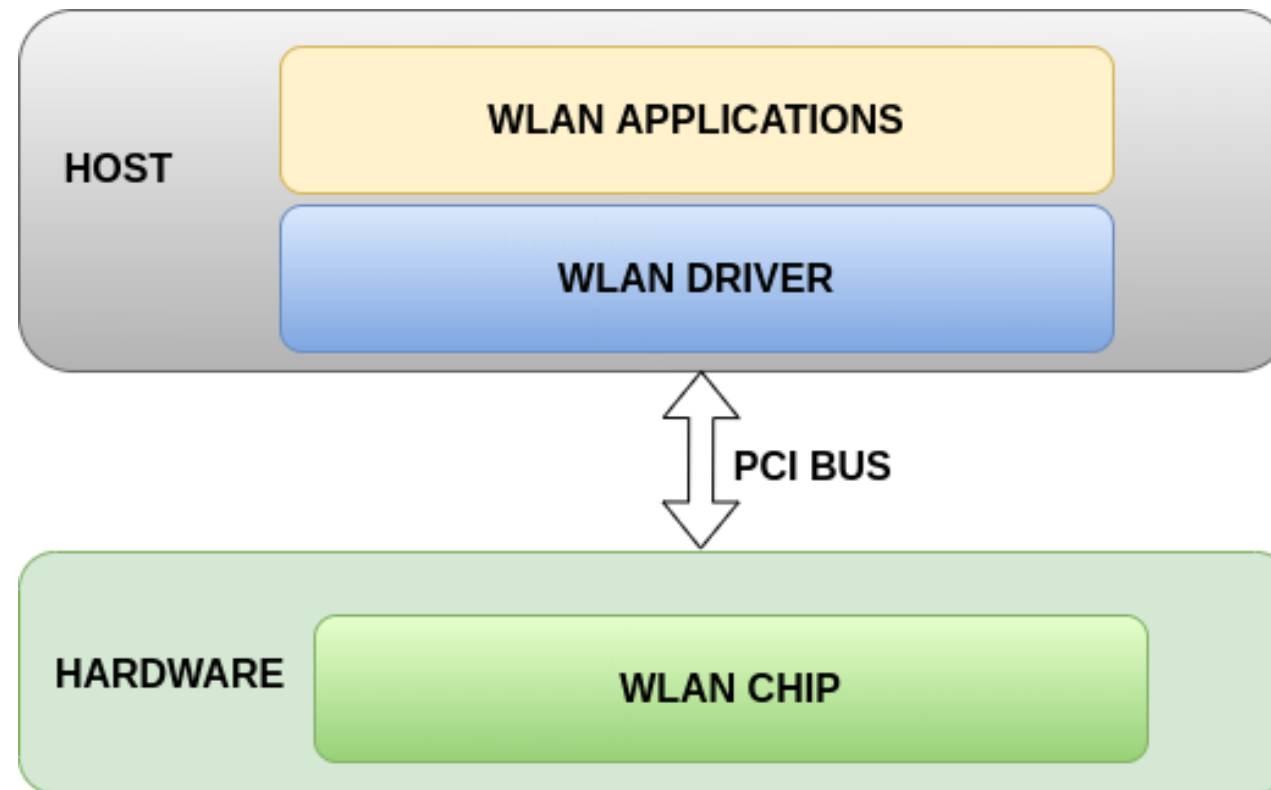 WLAN APPLICATIONS
HOST
WLAN DRIVER
PCI BUS
HARDWARE
WLAN CHIP